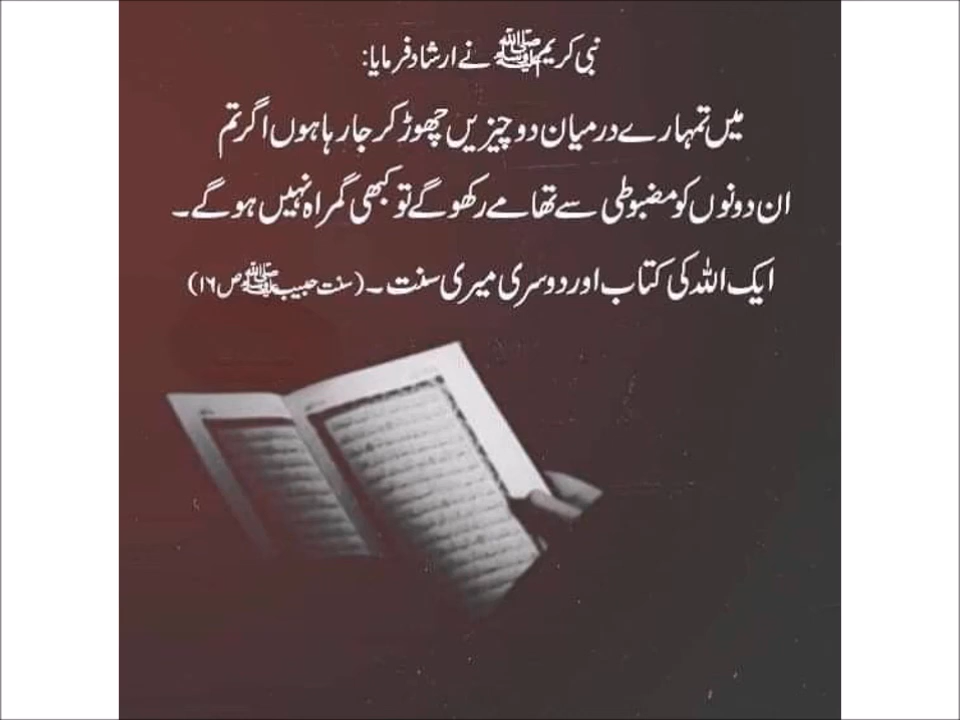 نبی کریم ﷺ نے ارشاد فرمایا:
میں تمہارے درمیان دو چیزیں چھوڑ کر جا رہا ہوں اگر تم
ان دونوں کو مضبوطی سے تھامے رکھو گے تو کبھی گمراہ نہیں ہو گے۔
ایک اللہ کی کتاب اور دوسری میری سنت۔ (سنت حبیب ﷺ ص ۱۶)